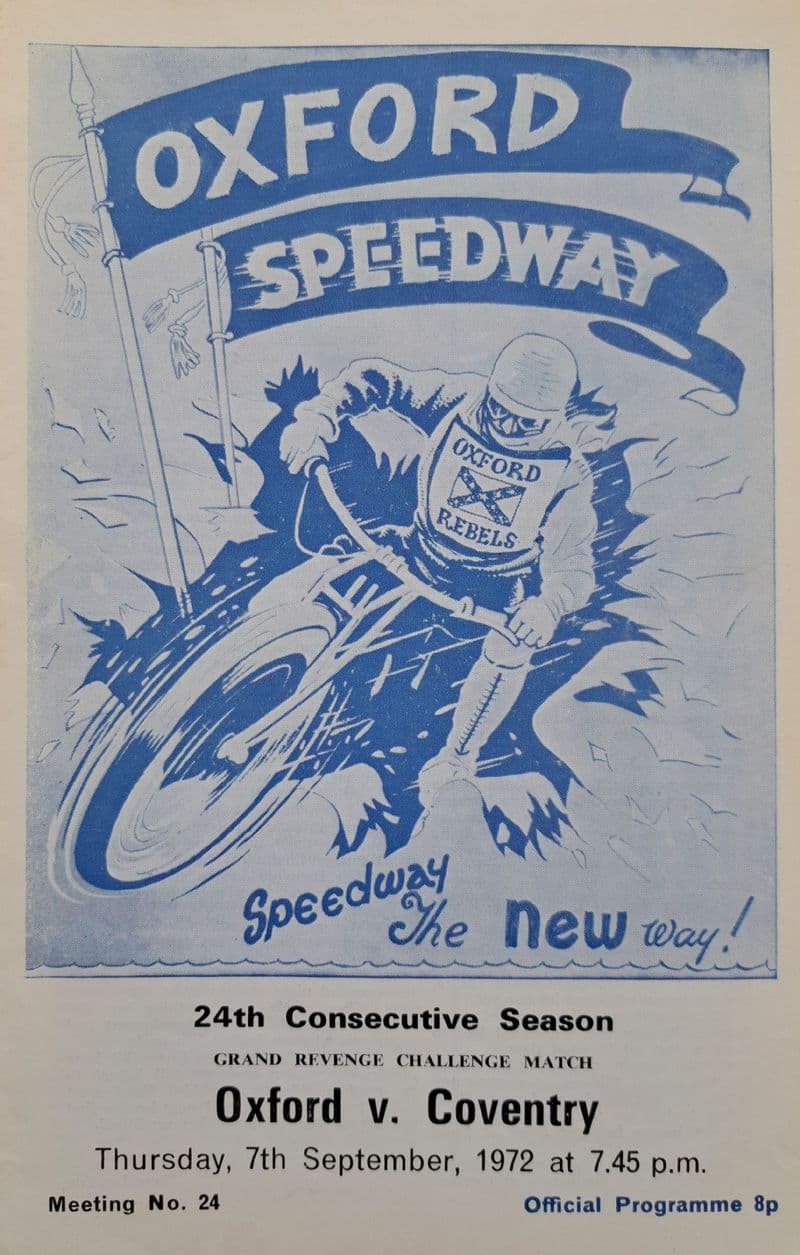 OXFORD
SPEEDWAY
OXFORD
REBELS
Speedway
The new way!
24th Consecutive Season
GRAND REVENGE CHALLENGE MATCH
Oxford v. Coventry
Thursday, 7th September, 1972 at 7.45 p.m.
Meeting No. 24
Official Programme 8p